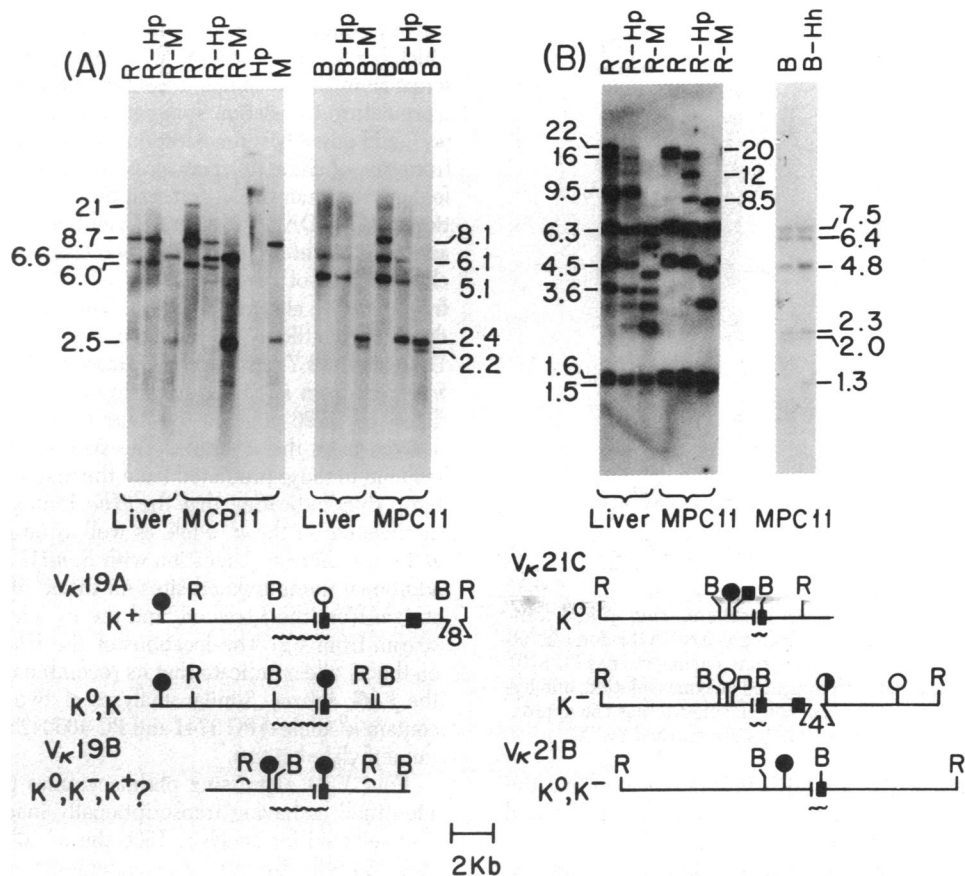 (A)
R
R-Hp
R-M
R
R-Hp
R-M
Hp
M
B
B-Hp
B-M
B
B-Hp
B-M
21
8.7
6.6
6.0
2.5
8.1
6.1
5.1
2.4
2.2
Liver MCP11
Liver MPC11
(B)
R
R-Hp
R-M
R
R-Hp
R-M
B
B-Hh
22
16
9.5
6.3
4.5
3.6
1.6
1.5
20
12
8.5
7.5
6.4
4.8
2.3
2.0
1.3
Liver MPC11
MPC11
Vκ19A
R B B R
K+
8
R B R B
K⁰,K⁻
Vκ19B
R B R B
K⁰,K⁻,K+?
2Kb
Vκ21C
R B B R
K⁰
R B B R
K⁻
4
Vκ21B
R B B R
K⁰,K⁻